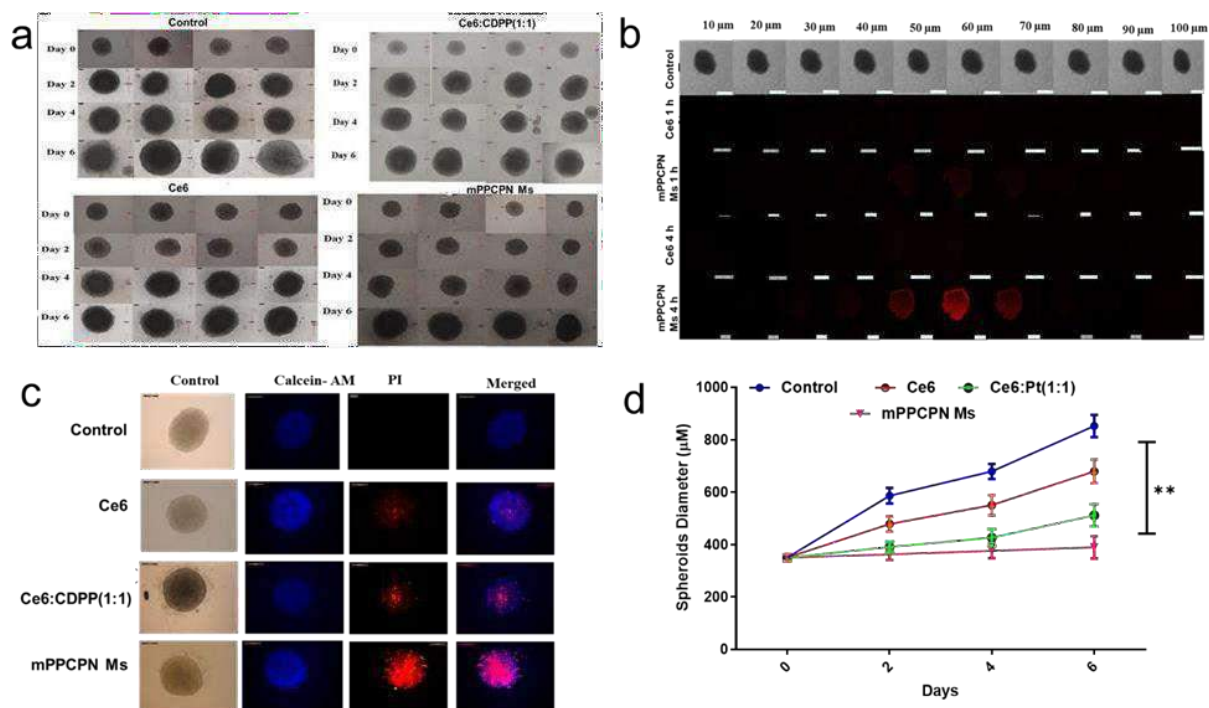 a
Control
Ce6:CDPP(1:1)
Day 0
Day 2
Day 4
Day 6
Day 0
Day 2
Day 4
Day 6
Ce6
mPPCPN Ms
Day 0
Day 2
Day 4
Day 6
Day 0
Day 2
Day 4
Day 6
b
10 µm 20 µm 30 µm 40 µm 50 µm 60 µm 70 µm 80 µm 90 µm 100 µm
Control
Ce6 1 h
mPPCPN
Ms 1 h
Ce6 4 h
mPPCPN
Ms 4 h
c
Control Calcein- AM PI Merged
Control
Ce6
Ce6:CDPP(1:1)
mPPCPN Ms
d
Control Ce6 Ce6:Pt(1:1)
mPPCPN Ms
Spheroids Diameter (µM)
1000
800
600
400
200
0
**
0 2 4 6
Days